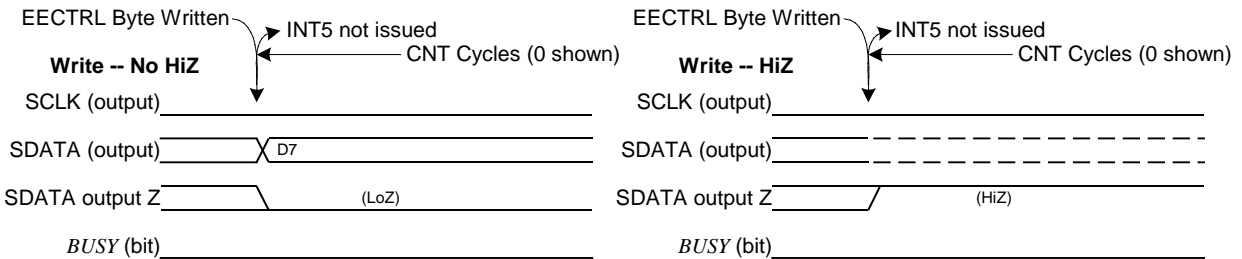 EECTRL Byte Written
INT5 not issued
CNT Cycles (0 shown)
Write -- No HiZ
SCLK (output)
SDATA (output)
D7
SDATA output Z
(LoZ)
BUSY (bit)
EECTRL Byte Written
INT5 not issued
CNT Cycles (0 shown)
Write -- HiZ
SCLK (output)
SDATA (output)
SDATA output Z
(HiZ)
BUSY (bit)